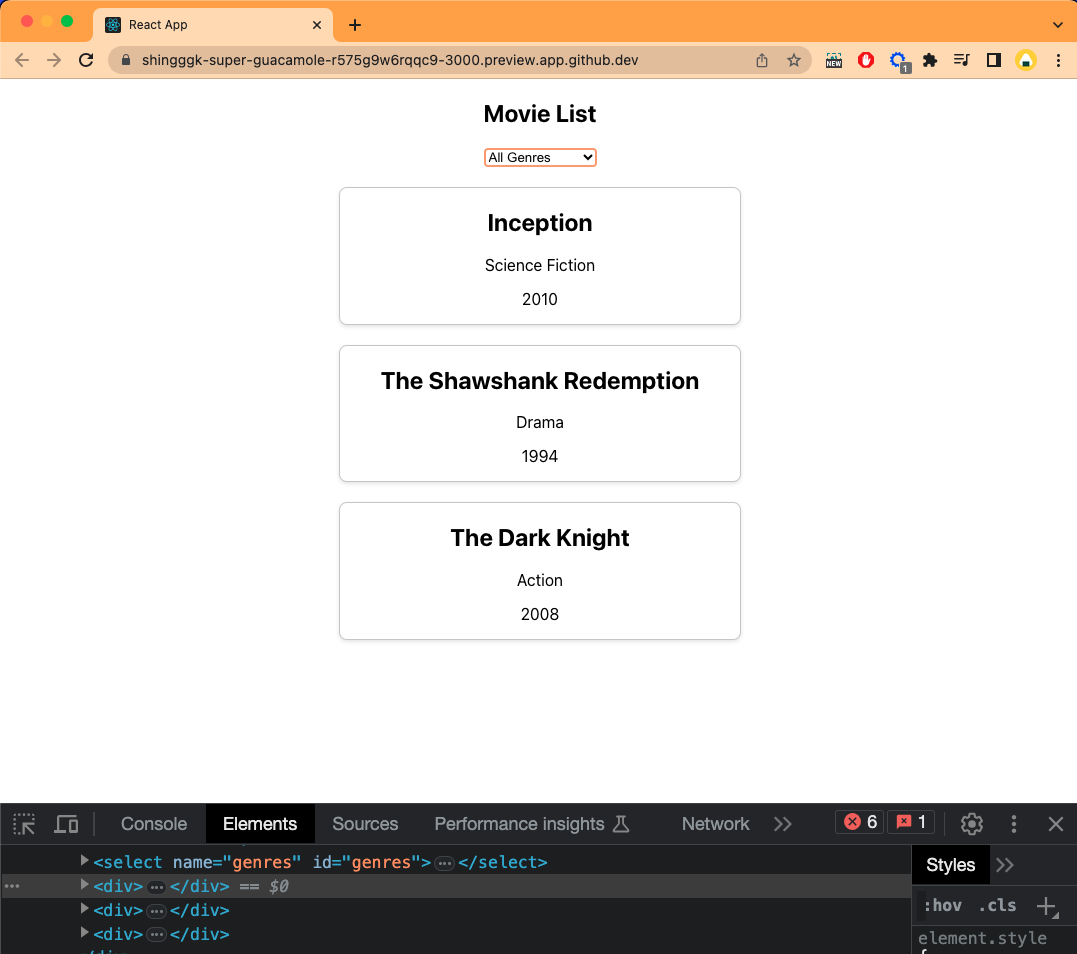 React App
shingggk-super-guacamole-r575g9w6rqqc9-3000.preview.app.github.dev
NEW
1
Movie List
All Genres
Inception
Science Fiction
2010
The Shawshank Redemption
Drama
1994
The Dark Knight
Action
2008
Console Elements Sources Performance insights Network 6 1
<select name="genres" id="genres"> … </select>
<div> … </div> == $0
<div> … </div>
<div> … </div>
Styles
:hov .cls
element.style